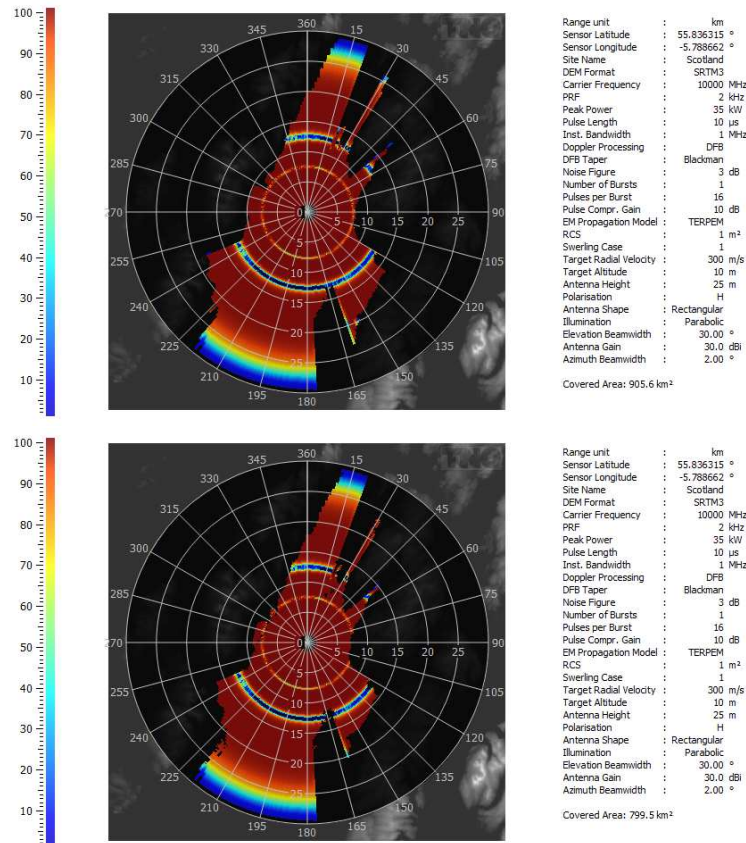 100
90
80
70
60
50
40
30
20
10
345 360 15
330 30
315 45
300 60
285 75
270 0 5 10 15 20 25 90
5
10
15
20
25
255 105
240 120
225 135
210 150
195 180 165
Range unit : km
Sensor Latitude : 55.836315 °
Sensor Longitude : -5.788662 °
Site Name : Scotland
DEM Format : SRTM3
Carrier Frequency : 10000 MHz
PRF : 2 kHz
Peak Power : 35 kW
Pulse Length : 10 µs
Inst. Bandwidth : 1 MHz
Doppler Processing : DFB
DFB Taper : Blackman
Noise Figure : 3 dB
Number of Bursts : 1
Pulses per Burst : 16
Pulse Compr. Gain : 10 dB
EM Propagation Model : TERPEM
RCS : 1 m²
Swerling Case : 1
Target Radial Velocity : 300 m/s
Target Altitude : 10 m
Antenna Height : 25 m
Polarisation : H
Antenna Shape : Rectangular
Illumination : Parabolic
Elevation Beamwidth : 30.00 °
Antenna Gain : 30.0 dBi
Azimuth Beamwidth : 2.00 °
Covered Area: 905.6 km²
100
90
80
70
60
50
40
30
20
10
345 360 15
330 30
315 45
300 60
285 75
270 0 5 10 15 20 25 90
5
10
15
20
25
255 105
240 120
225 135
210 150
195 180 165
Range unit : km
Sensor Latitude : 55.836315 °
Sensor Longitude : -5.788662 °
Site Name : Scotland
DEM Format : SRTM3
Carrier Frequency : 10000 MHz
PRF : 2 kHz
Peak Power : 35 kW
Pulse Length : 10 µs
Inst. Bandwidth : 1 MHz
Doppler Processing : DFB
DFB Taper : Blackman
Noise Figure : 3 dB
Number of Bursts : 1
Pulses per Burst : 16
Pulse Compr. Gain : 10 dB
EM Propagation Model : TERPEM
RCS : 1 m²
Swerling Case : 1
Target Radial Velocity : 300 m/s
Target Altitude : 10 m
Antenna Height : 25 m
Polarisation : H
Antenna Shape : Rectangular
Illumination : Parabolic
Elevation Beamwidth : 30.00 °
Antenna Gain : 30.0 dBi
Azimuth Beamwidth : 2.00 °
Covered Area: 799.5 km²